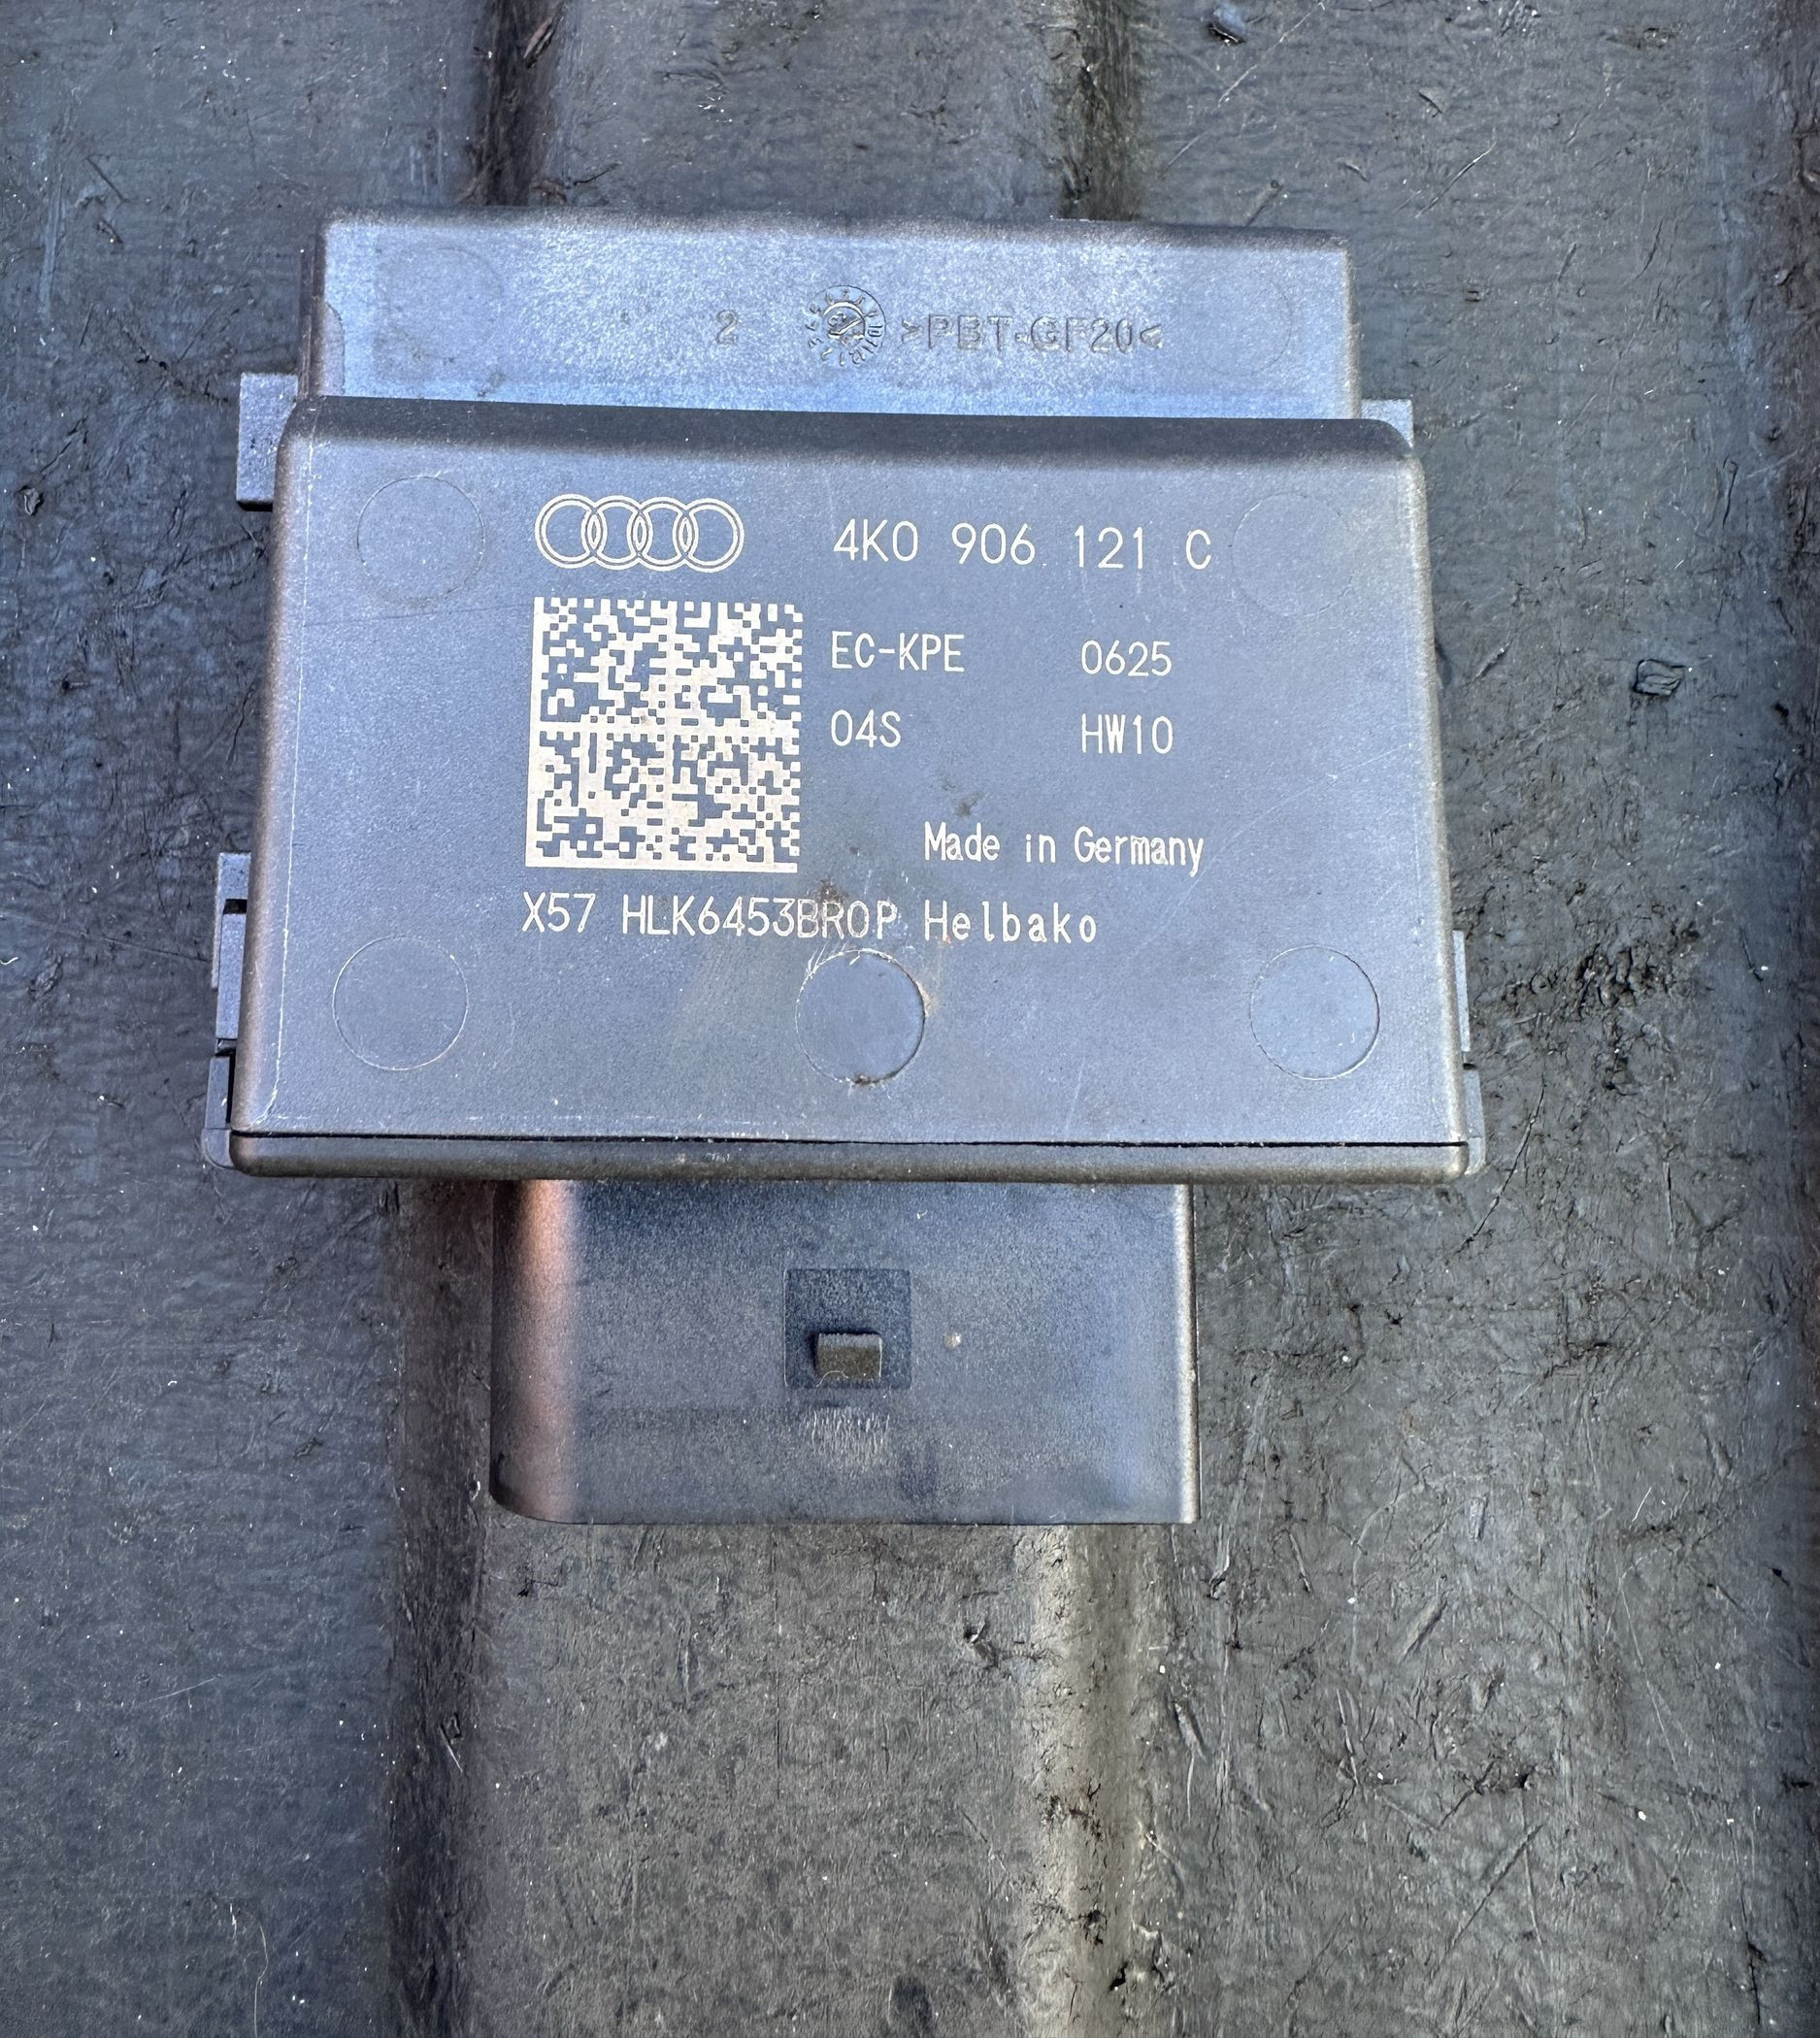 2 >PBT-GF20<
4K0 906 121 C
EC-KPE 0625
04S HW10
Made in Germany
X57 HLK6453BR0P Helbako